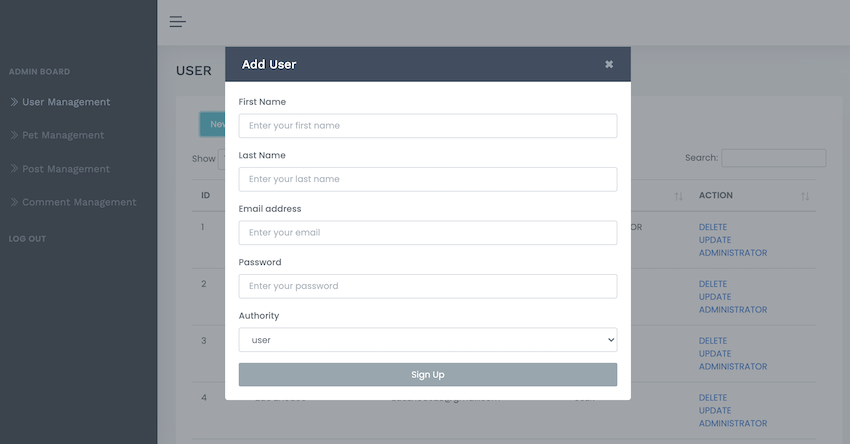 ADMIN BOARD
User Management
Pet Management
Post Management
Comment Management
LOG OUT
USER
Show
Search:
ID
ACTION
1
DELETE
UPDATE
ADMINISTRATOR
2
DELETE
UPDATE
ADMINISTRATOR
3
DELETE
UPDATE
ADMINISTRATOR
4
DELETE
UPDATE
ADMINISTRATOR
Add User
First Name
Enter your first name
Last Name
Enter your last name
Email address
Enter your email
Password
Enter your password
Authority
user
Sign Up